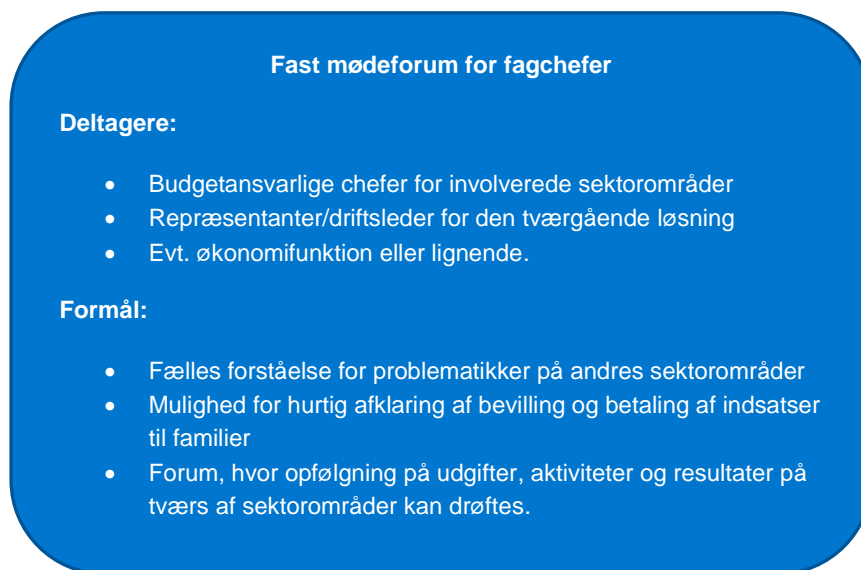 Fast mødeforum for fagchefer
Deltagere:
• Budgetansvarlige chefer for involverede sektorområder
• Repræsentanter/driftsleder for den tværgående løsning
• Evt. økonomifunktion eller lignende.
Formål:
• Fælles forståelse for problematikker på andres sektorområder
• Mulighed for hurtig afklaring af bevilling og betaling af indsatser
til familier
• Forum, hvor opfølgning på udgifter, aktiviteter og resultater på
tværs af sektorområder kan drøftes.